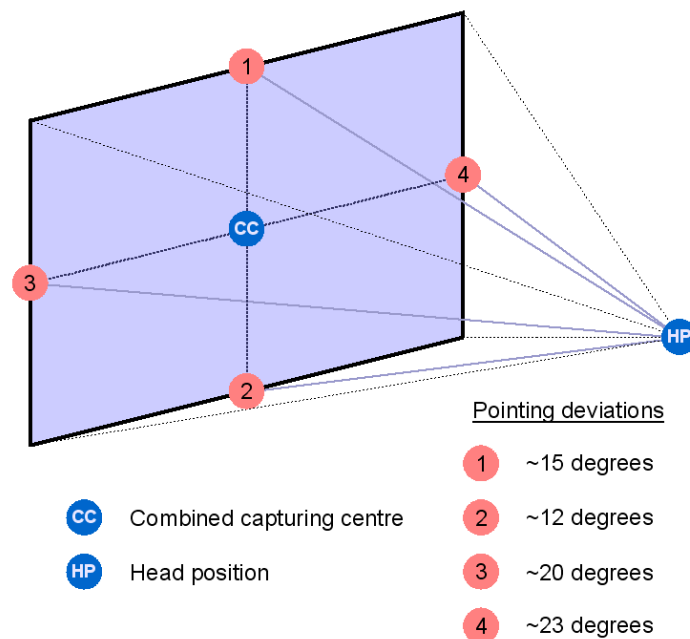 1
4
CC
3
HP
2
Pointing deviations
1 ~15 degrees
CC Combined capturing centre
2 ~12 degrees
HP Head position
3 ~20 degrees
4 ~23 degrees